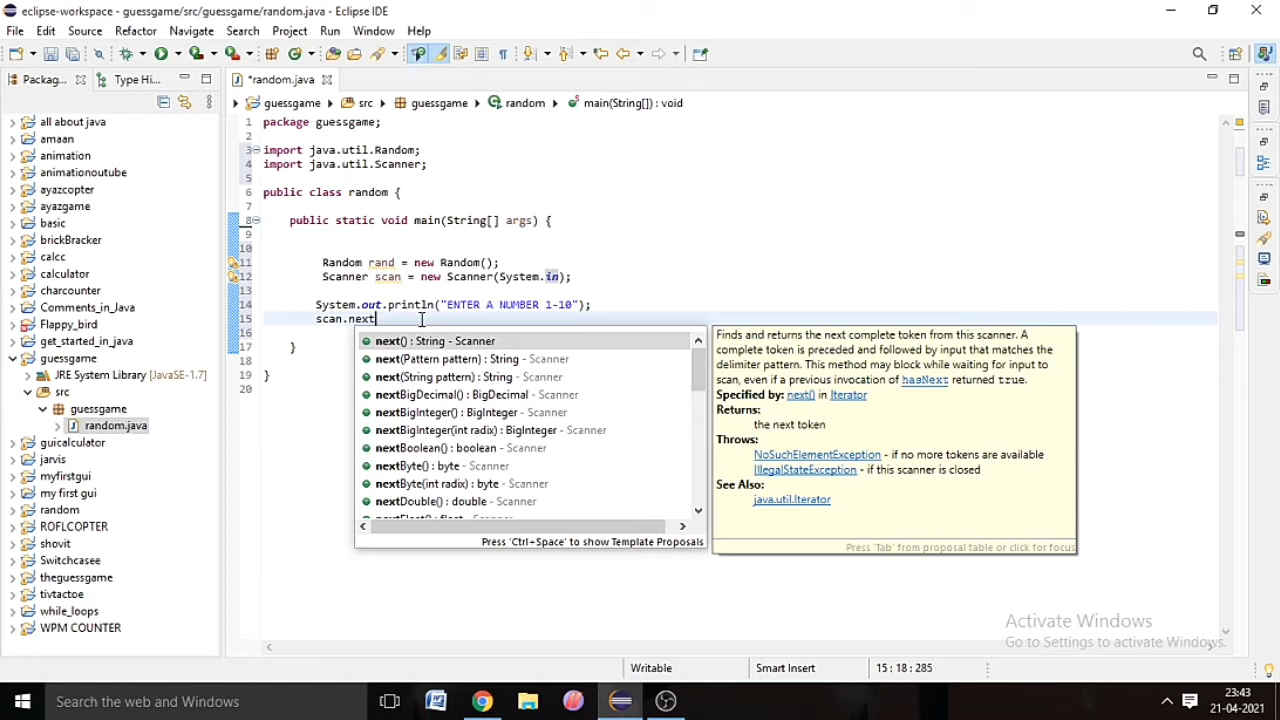 eclipse-workspace - guessgame/src/guessgame/random.java - Eclipse IDE
File Edit Source Refactor Navigate Search Project Run Window Help
Packag... Type Hi... *random.java
guessgame src guessgame random main(String[]) : void
all about java
amaan
animation
animationoutube
ayazcopter
ayazgame
basic
brickBracker
calcc
calculator
charcounter
Comments_in_Java
Flappy_bird
get_started_in_java
guessgame
JRE System Library [JavaSE-1.7]
src
guessgame
random.java
guicalculator
jarvis
myfirstgui
my first gui
random
ROFLCOPTER
shovit
Switchcasee
theguessgame
tivtactoe
while_loops
WPM COUNTER
1 package guessgame;
2
3 import java.util.Random;
4 import java.util.Scanner;
5
6 public class random {
7
8 public static void main(String[] args) {
9
10
11 Random rand = new Random();
12 Scanner scan = new Scanner(System.in);
13
14 System.out.println("ENTER A NUMBER 1-10");
15 scan.next
16
17 }
18
19 }
20
next() : String - Scanner
next(Pattern pattern) : String - Scanner
next(String pattern) : String - Scanner
nextBigDecimal() : BigDecimal - Scanner
nextBigInteger() : BigInteger - Scanner
nextBigInteger(int radix) : BigInteger - Scanner
nextBoolean() : boolean - Scanner
nextByte() : byte - Scanner
nextByte(int radix) : byte - Scanner
nextDouble() : double - Scanner
nextFloat() : float - Scanner
Press 'Ctrl+Space' to show Template Proposals
Finds and returns the next complete token from this scanner. A
complete token is preceded and followed by input that matches the
delimiter pattern. This method may block while waiting for input to
scan, even if a previous invocation of hasNext returned true.
Specified by: next() in Iterator
Returns:
the next token
Throws:
NoSuchElementException - if no more tokens are available
IllegalStateException - if this scanner is closed
See Also:
java.util.Iterator
Press 'Tab' from proposal table or click for focus
Activate Windows
Go to Settings to activate Windows.
Writable Smart Insert 15 : 18 : 285
Search the web and Windows
23:43
21-04-2021